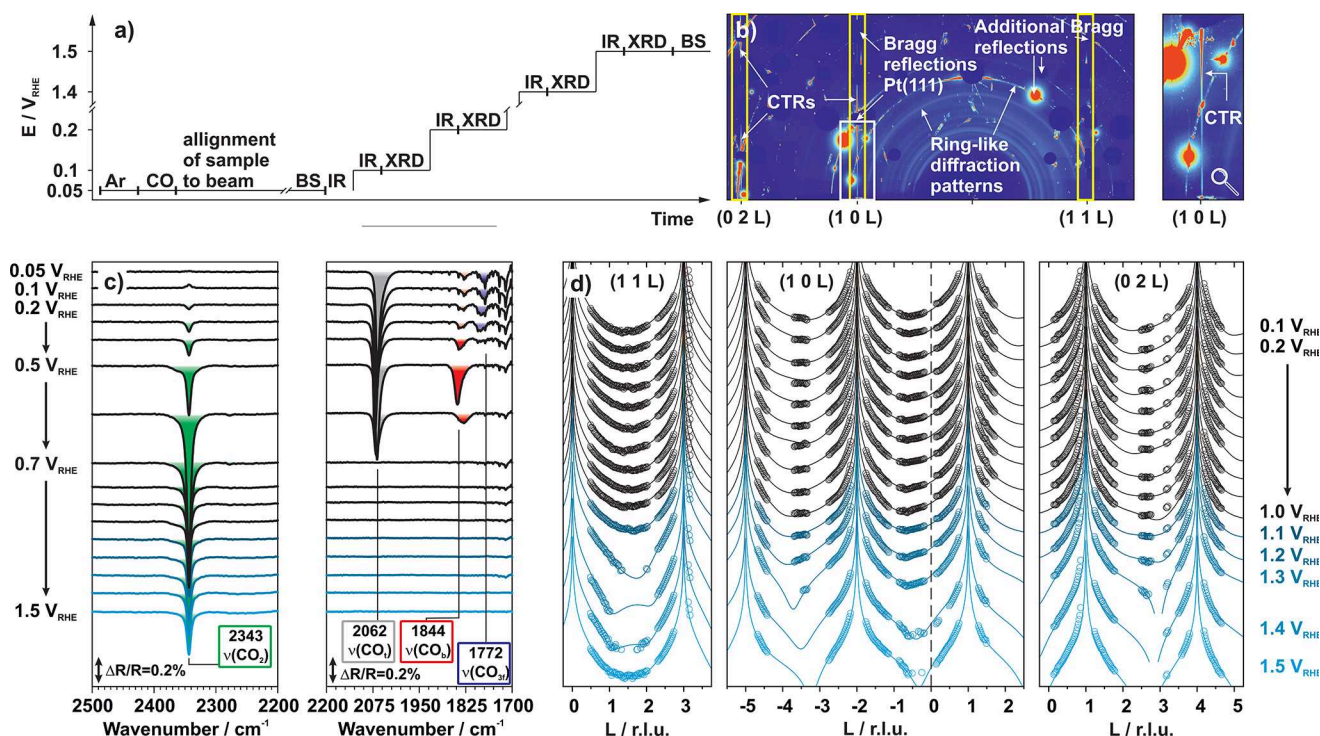 a)
E / V_RHE
1.5
1.4
0.2
0.1
0.05
Ar
CO
allignment
of sample
to beam
BS
IR
IR XRD
IR XRD
IR XRD
IR XRD BS
Time
b)
CTRs
Bragg
reflections
Pt(111)
Additional Bragg
reflections
Ring-like
diffraction
patterns
(0 2 L)
(1 0 L)
(1 1 L)
CTR
(1 0 L)
c)
0.05 V_RHE
0.1 V_RHE
0.2 V_RHE
0.5 V_RHE
0.7 V_RHE
1.5 V_RHE
2343
ν(CO₂)
ΔR/R=0.2%
2500 2400 2300 2200
Wavenumber / cm⁻¹
2062
ν(COₜ)
1844
ν(CO_b)
1772
ν(CO_3f)
ΔR/R=0.2%
2200 2075 1950 1825 1700
Wavenumber / cm⁻¹
d)
(1 1 L)
(1 0 L)
(0 2 L)
0.1 V_RHE
0.2 V_RHE
1.0 V_RHE
1.1 V_RHE
1.2 V_RHE
1.3 V_RHE
1.4 V_RHE
1.5 V_RHE
0 1 2 3
L / r.l.u.
-5 -4 -3 -2 -1 0 1 2
L / r.l.u.
0 1 2 3 4 5
L / r.l.u.